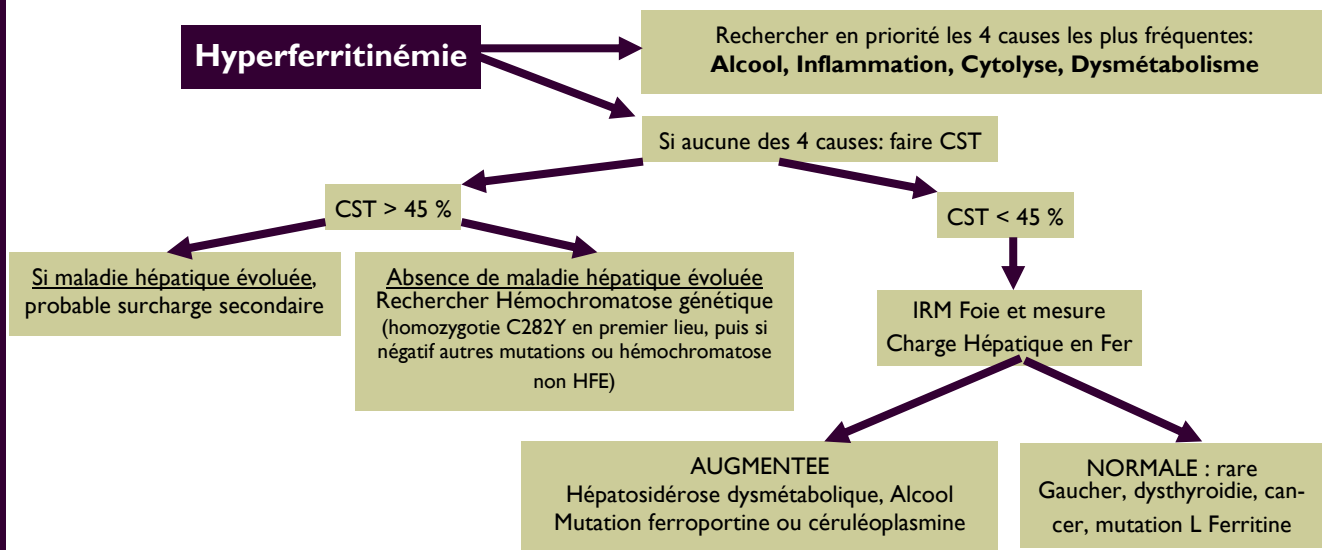 Hyperferritinémie
Rechercher en priorité les 4 causes les plus fréquentes:
Alcool, Inflammation, Cytolyse, Dysmétabolisme
Si aucune des 4 causes: faire CST
CST > 45 %
CST < 45 %
Si maladie hépatique évoluée,
probable surcharge secondaire
Absence de maladie hépatique évoluée
Rechercher Hémochromatose génétique
(homozygotie C282Y en premier lieu, puis si
négatif autres mutations ou hémochromatose
non HFE)
IRM Foie et mesure
Charge Hépatique en Fer
AUGMENTEE
Hépatosidérose dysmétabolique, Alcool
Mutation ferroportine ou céruléoplasmine
NORMALE : rare
Gaucher, dysthyroidie, can-
cer, mutation L Ferritine